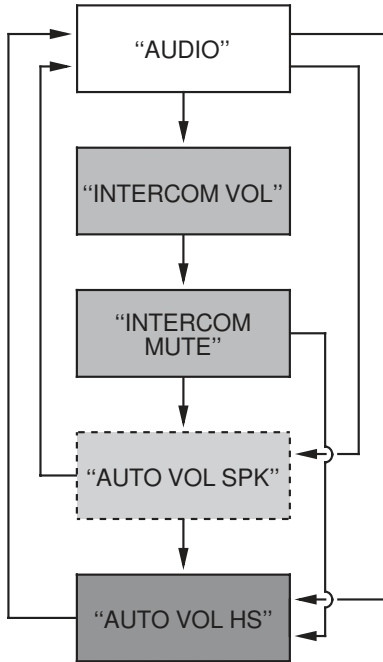 “AUDIO”
“INTERCOM VOL”
“INTERCOM
MUTE”
“AUTO VOL SPK”
“AUTO VOL HS”